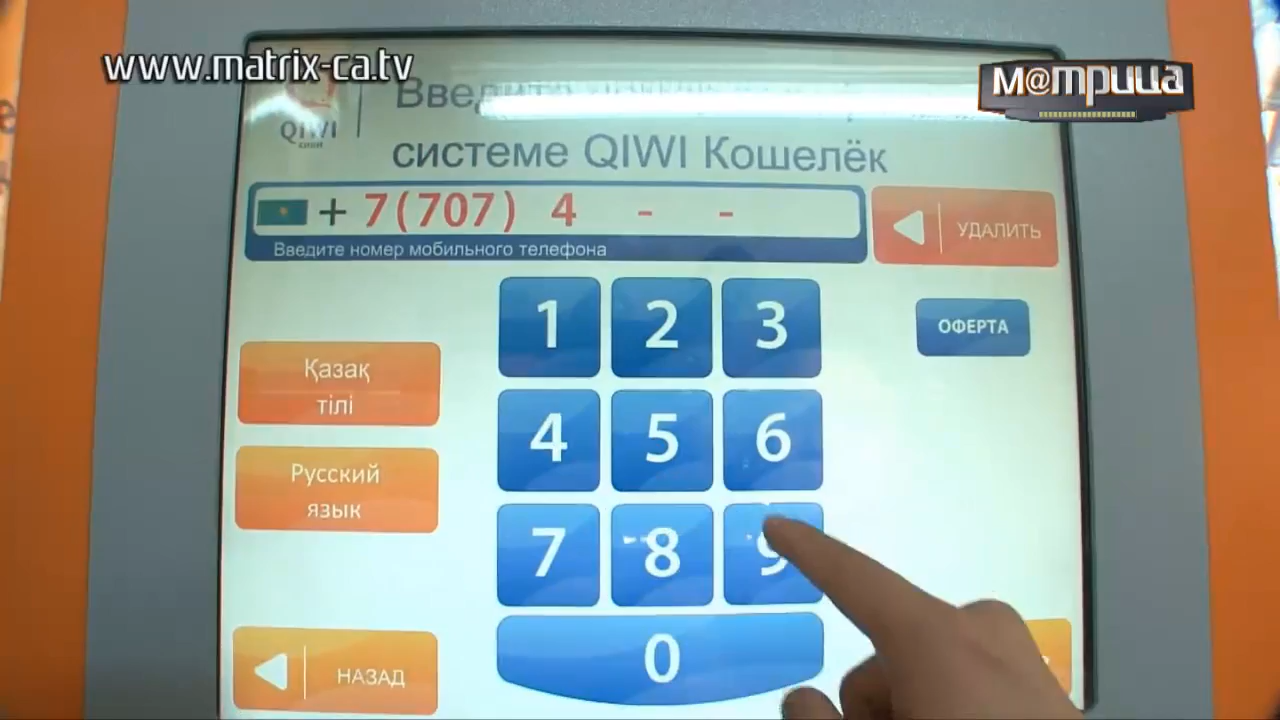 www.matrix-ca.tv
М@трица
QIWI
Введите
системе QIWI Кошелёк
+ 7(707) 4 - -
УДАЛИТЬ
Введите номер мобильного телефона
1 2 3
ОФЕРТА
Қазақ
тілі
4 5 6
Русский
язык
7 8 9
0
НАЗАД